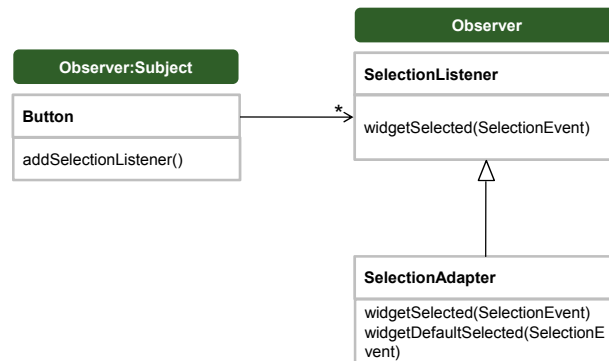 Observer
Observer:Subject
SelectionListener
Button
*
widgetSelected(SelectionEvent)
addSelectionListener()
SelectionAdapter
widgetSelected(SelectionEvent)
widgetDefaultSelected(SelectionE
vent)